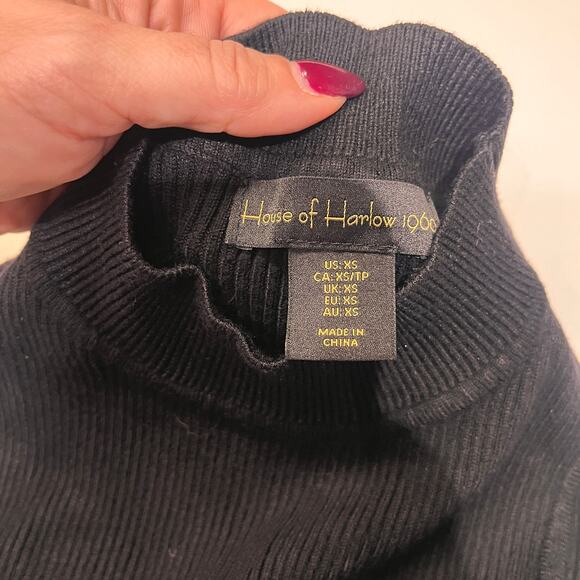 House of Harlow 1960
US: XS
CA: XS/TP
UK: XS
EU: XS
AU: XS
MADE IN
CHINA